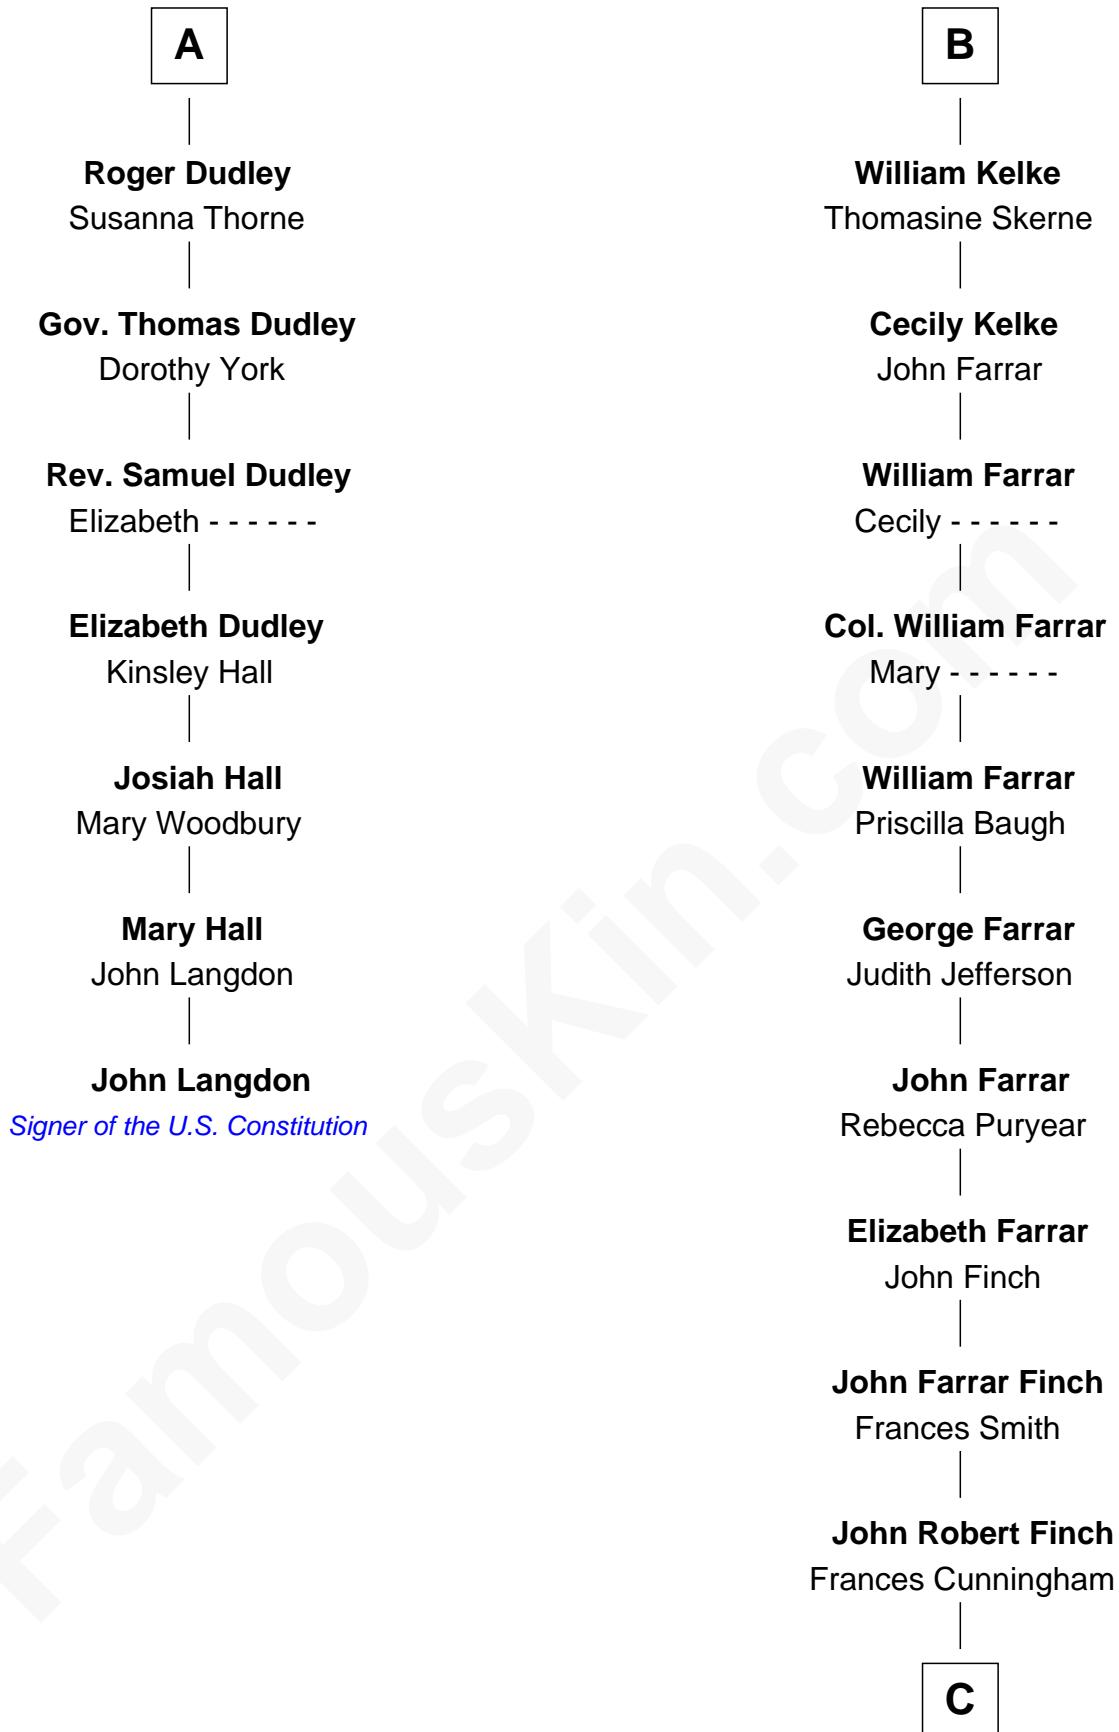 A
Roger Dudley
Susanna Thorne
Gov. Thomas Dudley
Dorothy York
Rev. Samuel Dudley
Elizabeth - - - - - -
Elizabeth Dudley
Kinsley Hall
Josiah Hall
Mary Woodbury
Mary Hall
John Langdon
John Langdon
Signer of the U.S. Constitution
B
William Kelke
Thomasine Skerne
Cecily Kelke
John Farrar
William Farrar
Cecily - - - - - -
Col. William Farrar
Mary - - - - - -
William Farrar
Priscilla Baugh
George Farrar
Judith Jefferson
John Farrar
Rebecca Puryear
Elizabeth Farrar
John Finch
John Farrar Finch
Frances Smith
John Robert Finch
Frances Cunningham
C
FamousKin.com